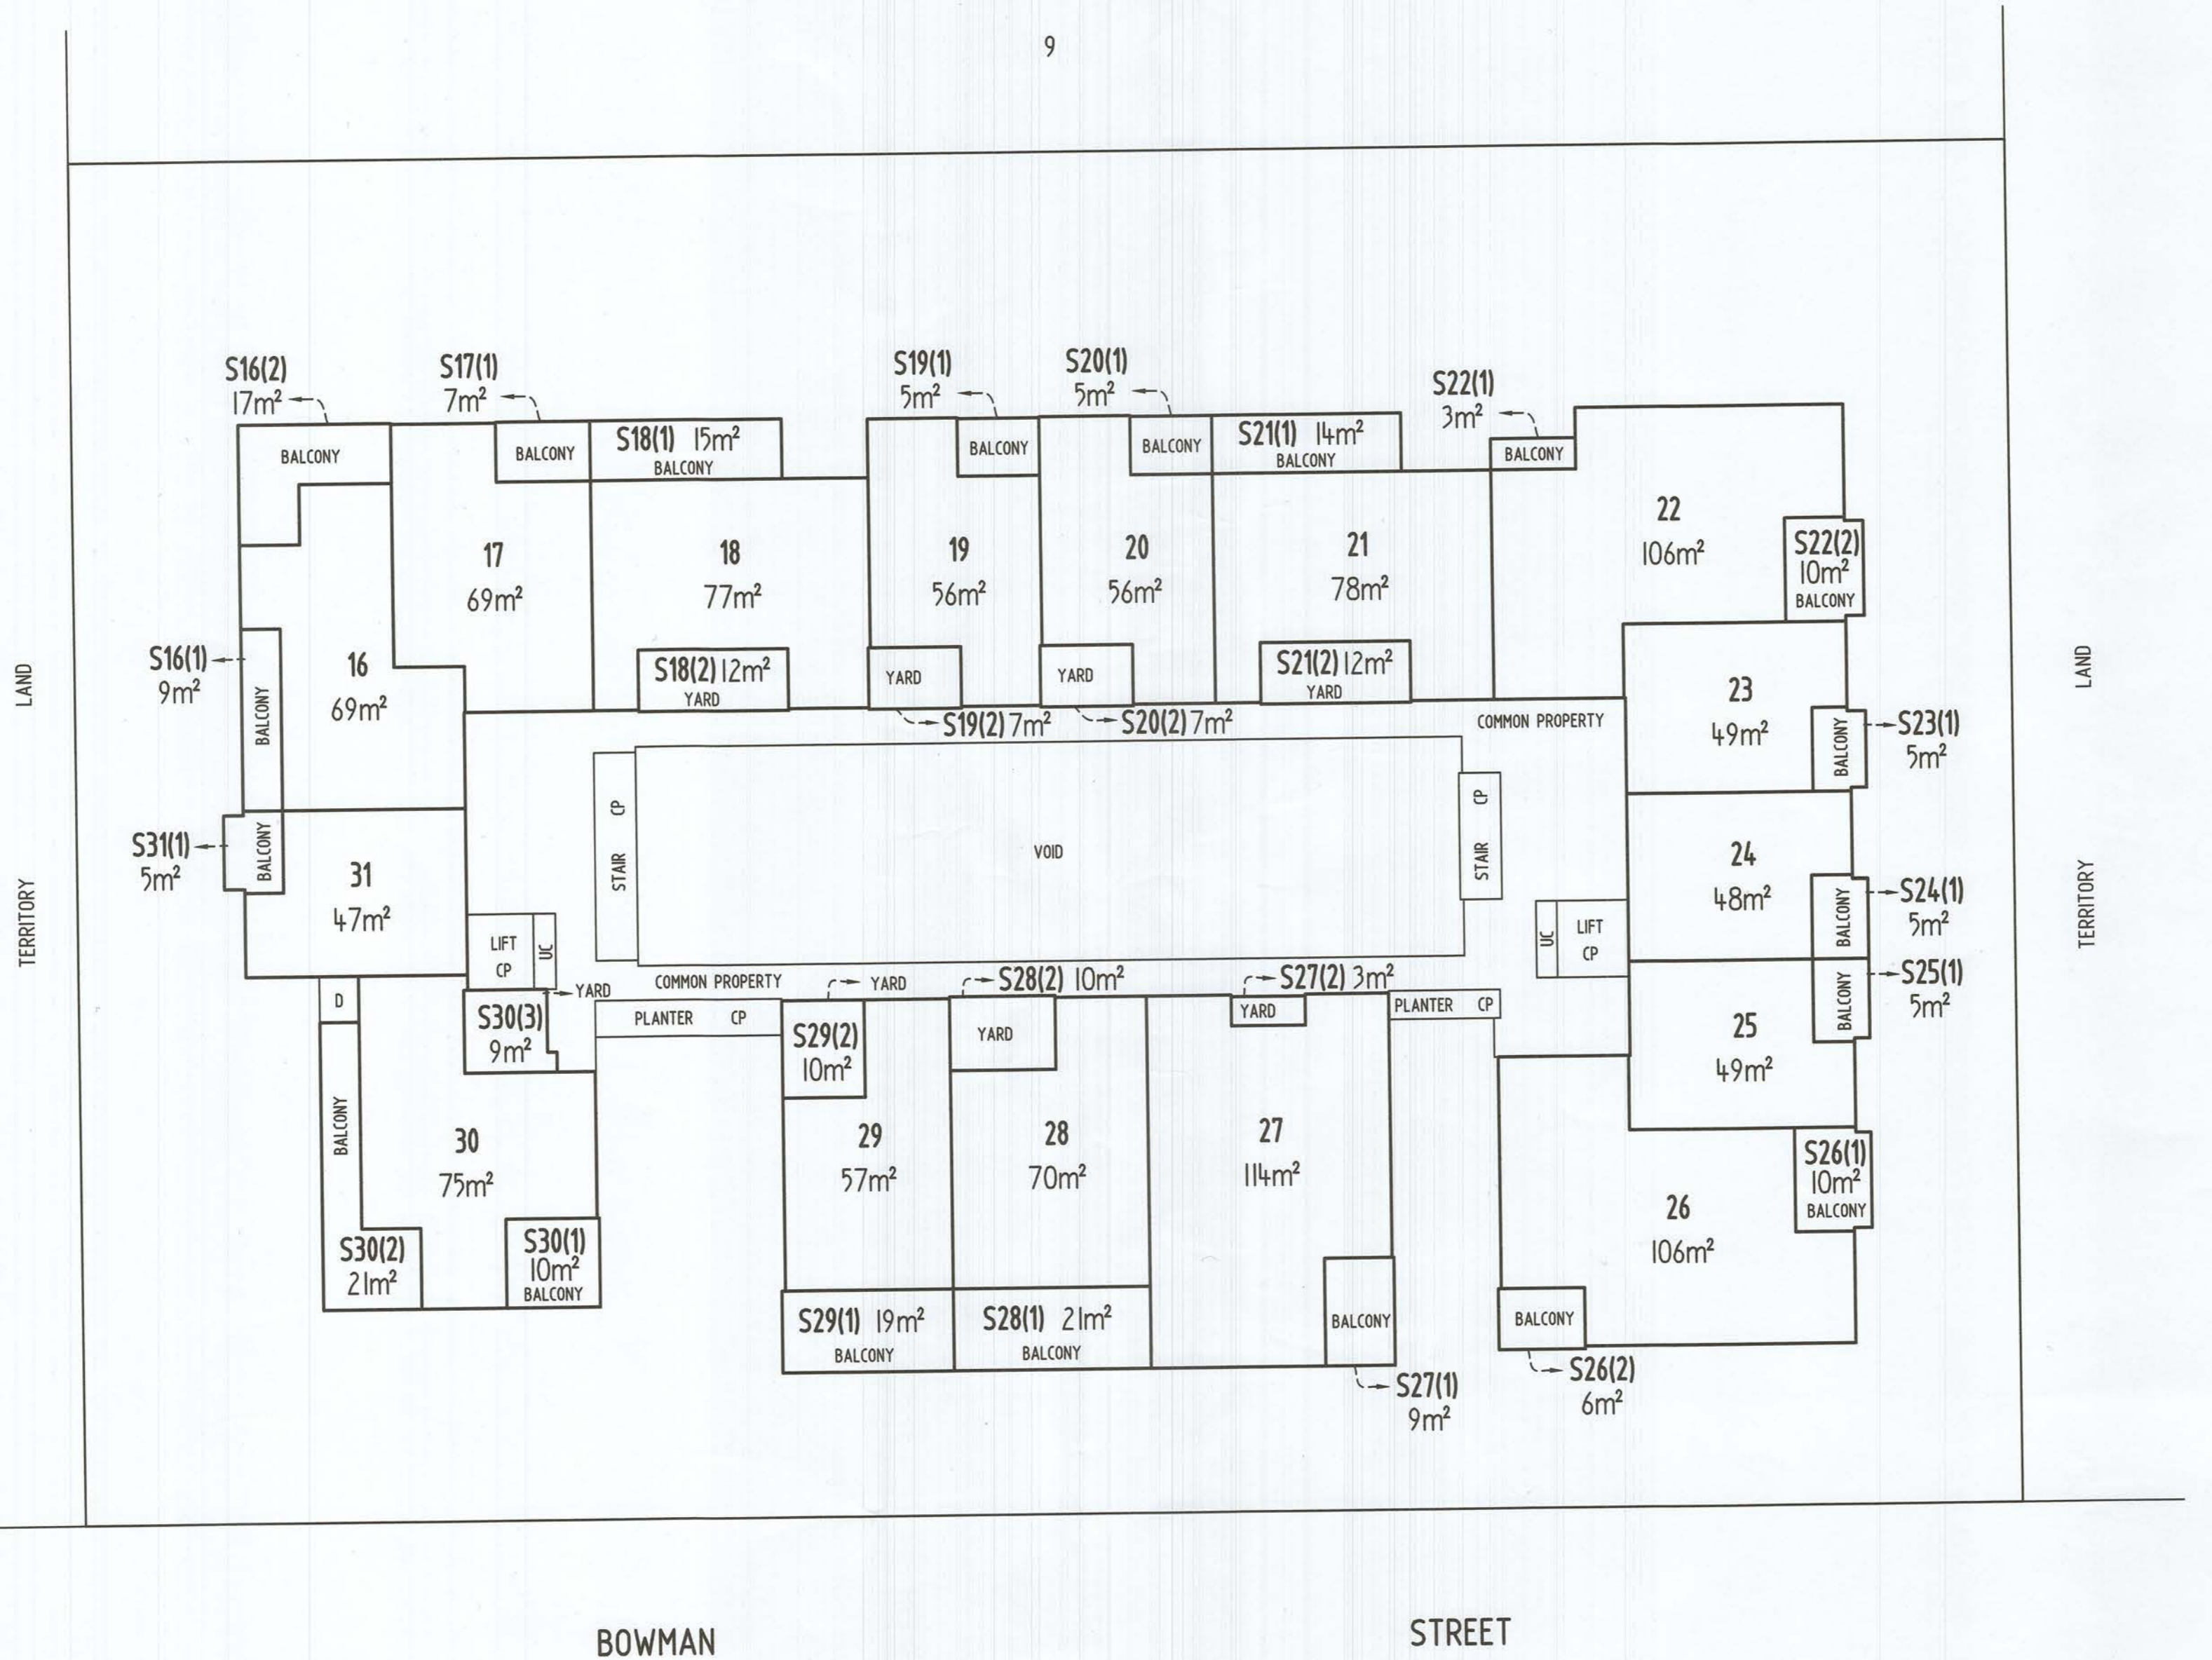 9
S16(2)
17m²
S17(1)
7m²
S19(1)
5m²
S20(1)
5m²
S22(1)
3m²
BALCONY
BALCONY
S18(1) 15m²
BALCONY
BALCONY
BALCONY
S21(1) 14m²
BALCONY
BALCONY
22
106m²
S22(2)
10m²
BALCONY
17
69m²
18
77m²
19
56m²
20
56m²
21
78m²
S16(1)
9m²
BALCONY
16
69m²
S18(2) 12m²
YARD
YARD
YARD
S21(2) 12m²
YARD
S19(2) 7m²
S20(2) 7m²
COMMON PROPERTY
23
49m²
BALCONY
S23(1)
5m²
LAND
TERRITORY
LAND
TERRITORY
S31(1)
5m²
BALCONY
31
47m²
STAIR CP
VOID
STAIR CP
24
48m²
BALCONY
S24(1)
5m²
LIFT
CP
UC
UC
LIFT
CP
BALCONY
S25(1)
5m²
25
49m²
COMMON PROPERTY
YARD
YARD
S28(2) 10m²
S27(2) 3m²
D
S30(3)
9m²
PLANTER CP
S29(2)
10m²
YARD
YARD
PLANTER CP
BALCONY
30
75m²
29
57m²
28
70m²
27
114m²
26
106m²
S26(1)
10m²
BALCONY
S30(2)
21m²
S30(1)
10m²
BALCONY
S29(1) 19m²
BALCONY
S28(1) 21m²
BALCONY
BALCONY
BALCONY
S27(1)
9m²
S26(2)
6m²
BOWMAN STREET